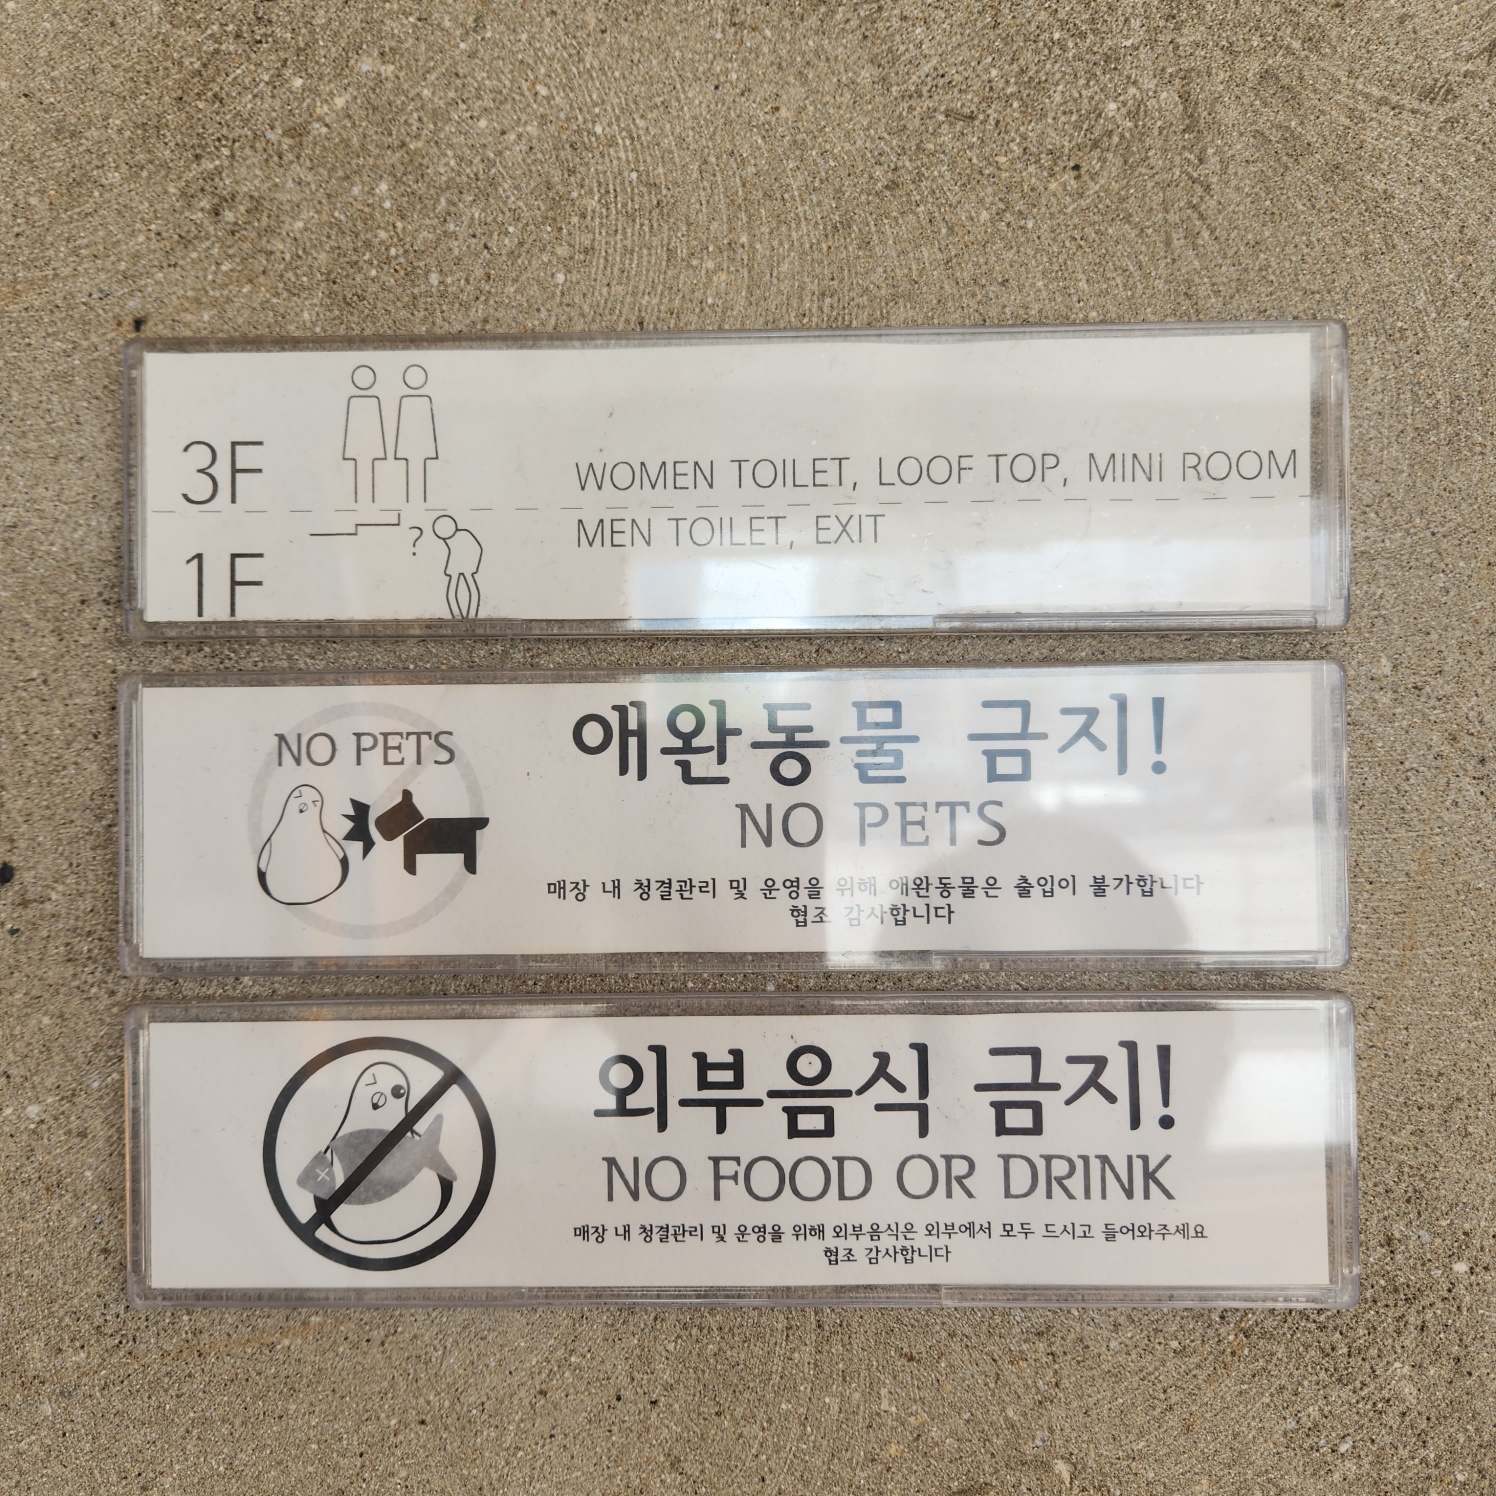 3F
WOMEN TOILET, LOOF TOP, MINI ROOM
?
MEN TOILET, EXIT
1F
NO PETS
애완동물 금지!
NO PETS
매장 내 청결관리 및 운영을 위해 애완동물은 출입이 불가합니다
협조 감사합니다
외부음식 금지!
NO FOOD OR DRINK
매장 내 청결관리 및 운영을 위해 외부음식은 외부에서 모두 드시고 들어와주세요
협조 감사합니다